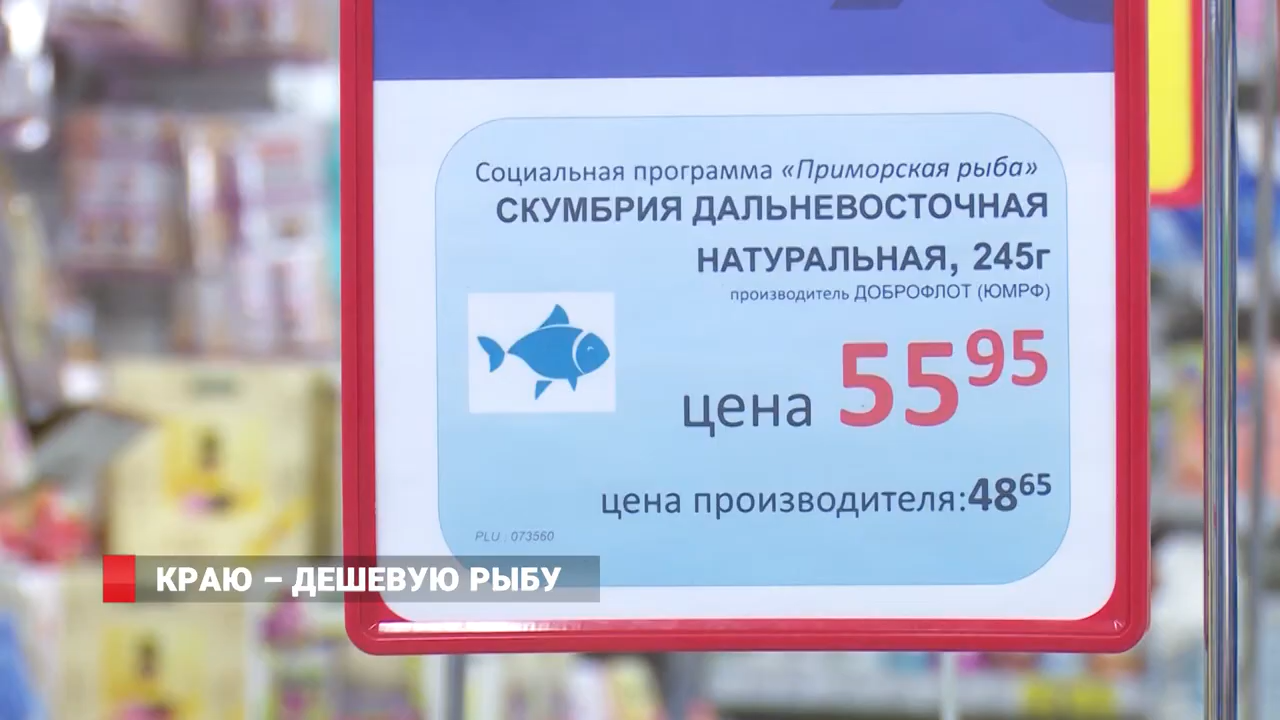 Социальная программа «Приморская рыба»
СКУМБРИЯ ДАЛЬНЕВОСТОЧНАЯ
НАТУРАЛЬНАЯ, 245г
производитель ДОБРОФЛОТ (ЮМРФ)
цена 55 95
цена производителя:48 65
PLU : 073560
КРАЮ – ДЕШЕВУЮ РЫБУ